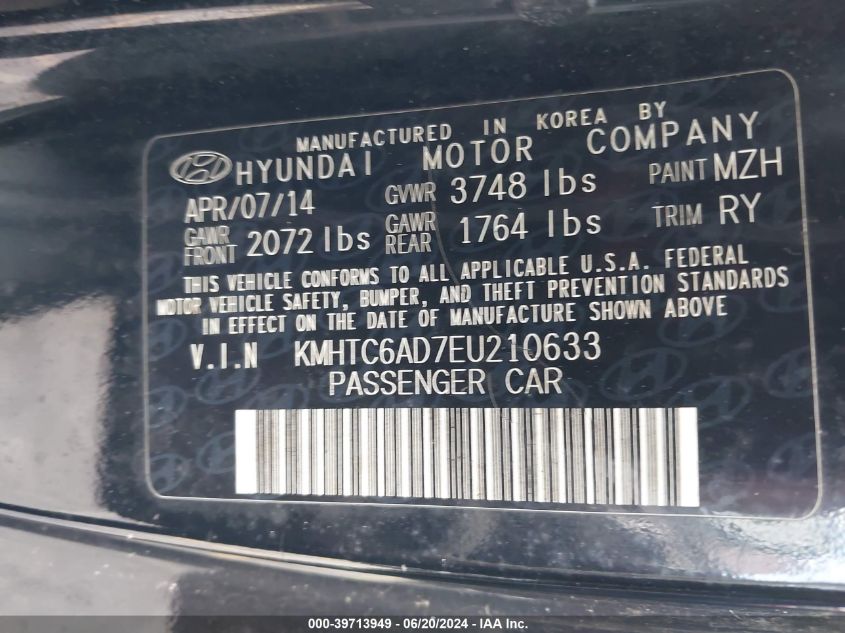 MANUFACTURED IN KOREA BY
HYUNDAI MOTOR COMPANY
APR/07/14 GVWR 3748 lbs PAINT MZH
GAWR FRONT 2072 lbs GAWR REAR 1764 lbs TRIM RY
THIS VEHICLE CONFORMS TO ALL APPLICABLE U.S.A. FEDERAL
MOTOR VEHICLE SAFETY, BUMPER, AND THEFT PREVENTION STANDARDS
IN EFFECT ON THE DATE OF MANUFACTURE SHOWN ABOVE
V.I.N KMHTC6AD7EU210633
PASSENGER CAR
000-39713949 - 06/20/2024 - IAAI.com